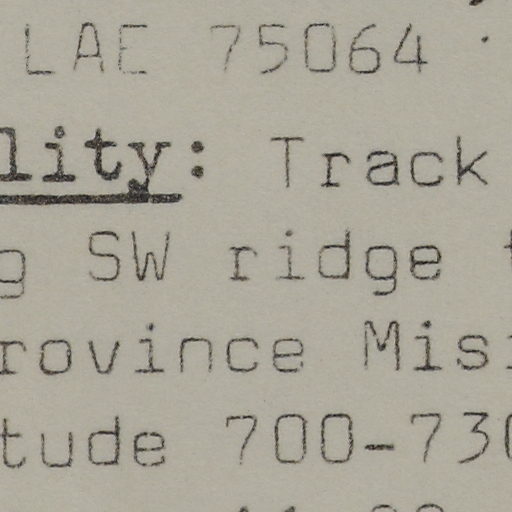 LAE 75064
lity: Track
g SW ridge
rovince Mis
tude 700-730